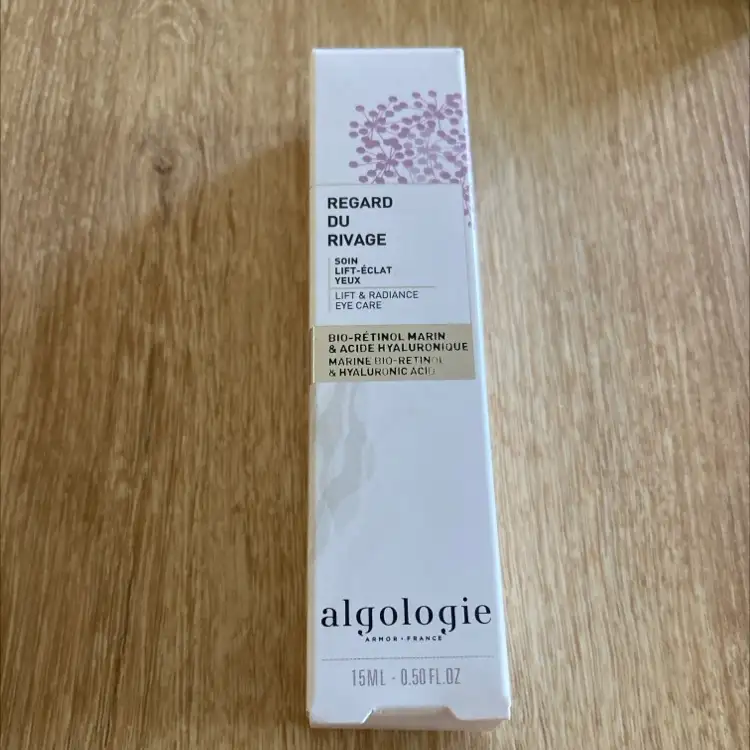 REGARD
DU
RIVAGE
SOIN
LIFT-ÉCLAT
YEUX
LIFT & RADIANCE
EYE CARE
BIO-RÉTINOL MARIN
& ACIDE HYALURONIQUE
MARINE BIO-RETINOL
& HYALURONIC ACID
algologie
ARMOR • FRANCE
15ML - 0.50 FL.OZ